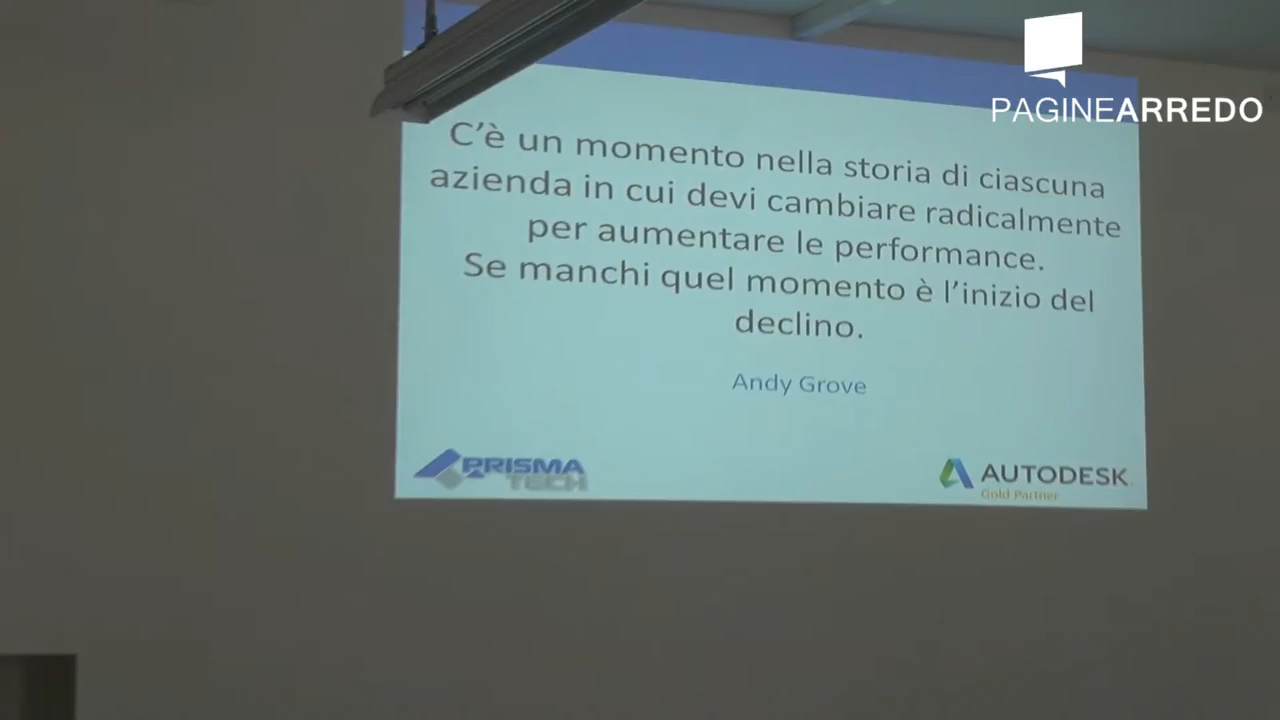 PAGINEARREDO
C'è un momento nella storia di ciascuna
azienda in cui devi cambiare radicalmente
per aumentare le performance.
Se manchi quel momento è l'inizio del
declino.
Andy Grove
PRISMA
TECH
AUTODESK
Gold Partner